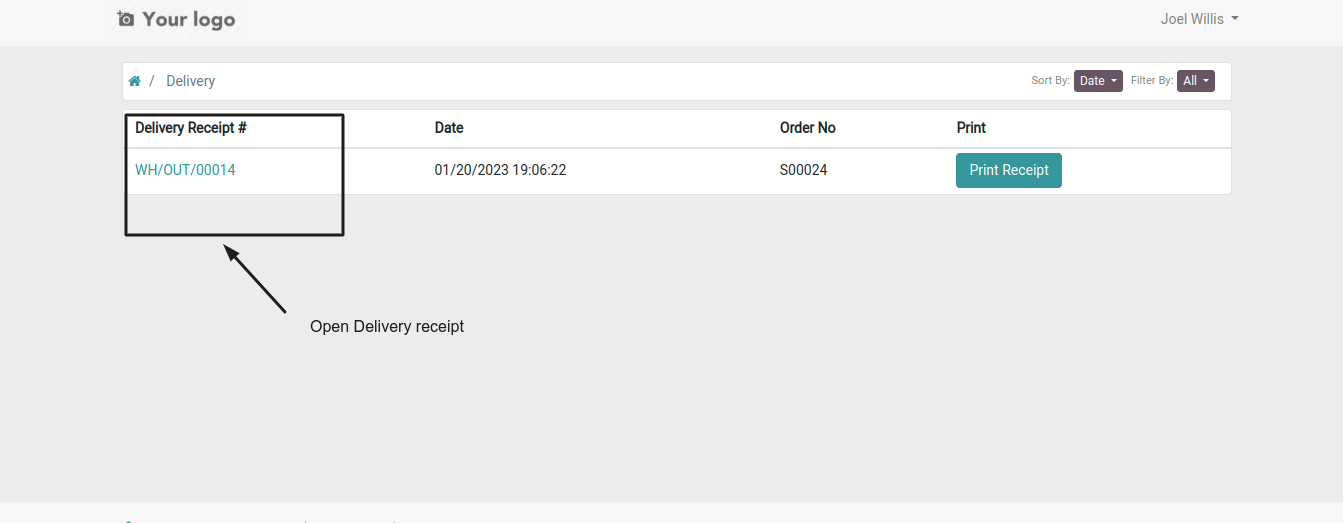 Your logo
Joel Willis
/ Delivery
Sort By: Date Filter By: All
Delivery Receipt # Date Order No Print
WH/OUT/00014 01/20/2023 19:06:22 S00024 Print Receipt
Open Delivery receipt